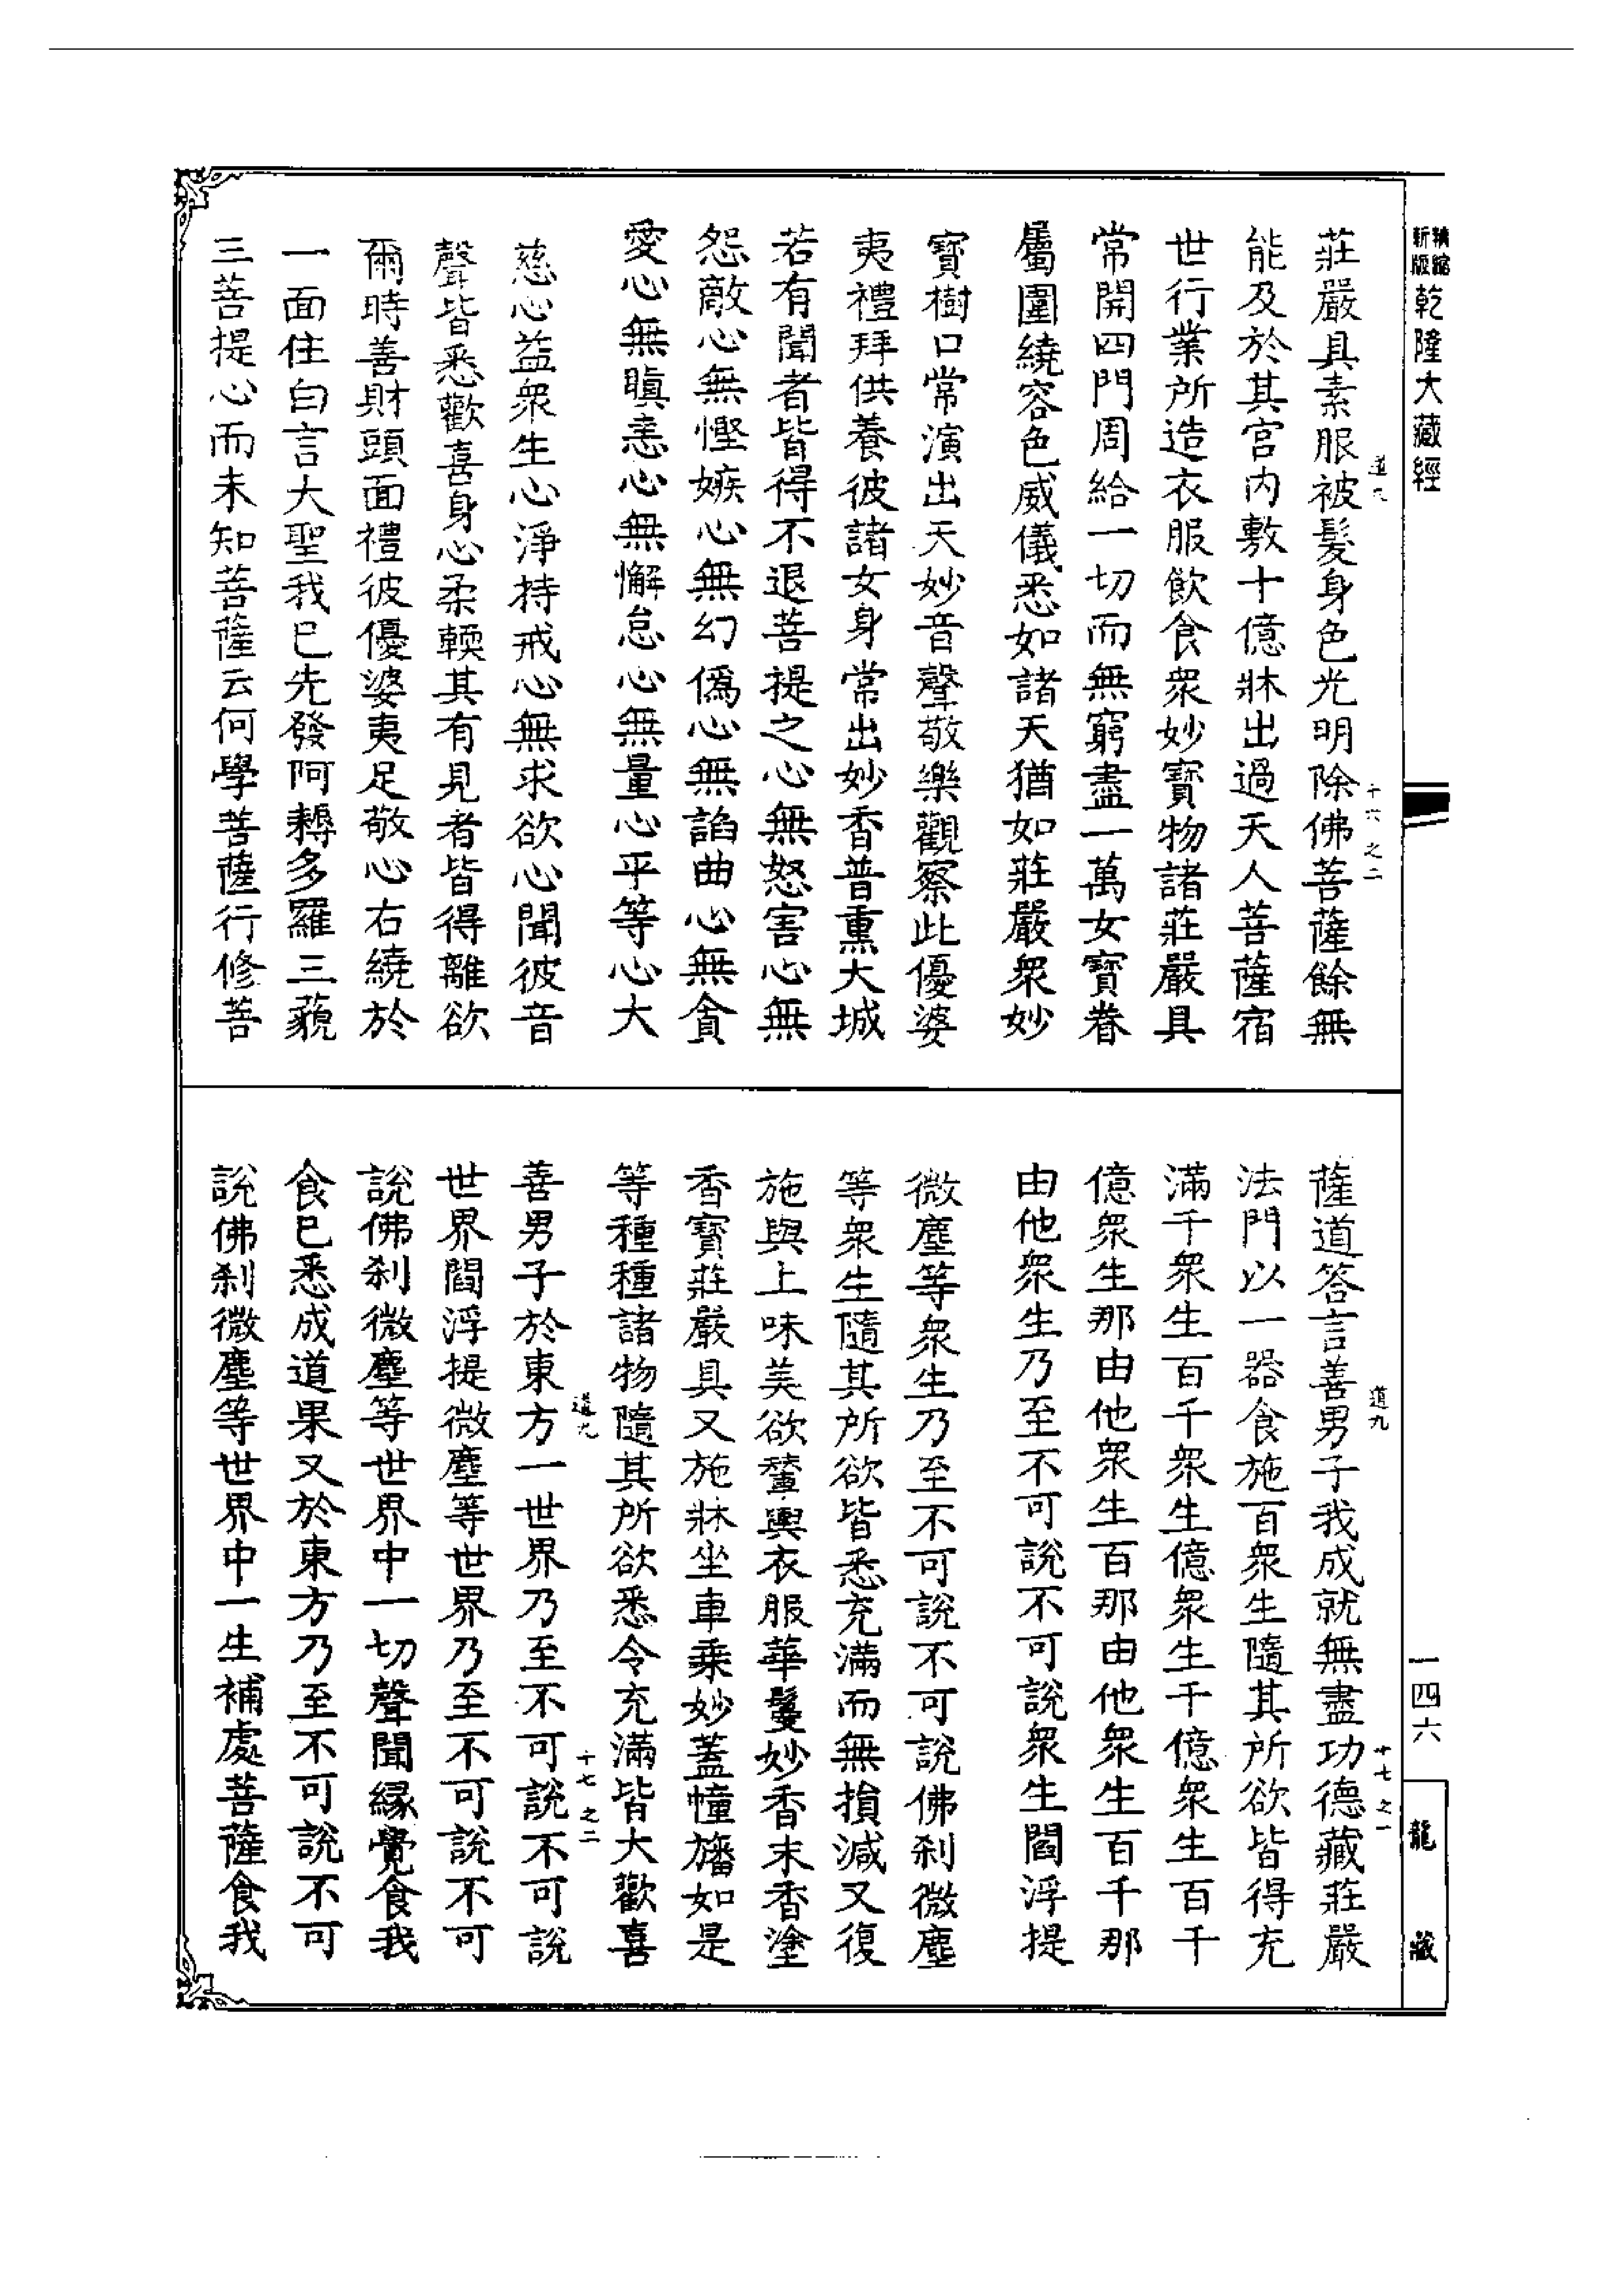 精縮
新版
乾隆大藏經
莊嚴具素服被髮身色光明除佛菩薩餘無
能及於其宮内敷十億牀出過天人菩薩宿
世行業所造衣服飲食眾妙寶物諸莊嚴具
常開四門周給一切而無窮盡一萬女寶眷
屬圍繞容色威儀悉如諸天猶如莊嚴眾妙
寶樹口常演出天妙音聲敬樂觀察此優婆
夷禮拜供養彼諸女身常出妙香普熏大城
若有聞者皆得不退菩提之心無怒害心無
怨敵心無慳嫉心無幻僞心無諂曲心無貪
愛心無瞋恚心無懈怠心無量心平等心大
慈心益眾生心淨持戒心無求欲心聞彼音
聲皆悉歡喜身心柔輭其有見者皆得離欲
爾時善財頭面禮彼優婆夷足敬心右繞於
一面住白言大聖我已先發阿耨多羅三藐
三菩提心而未知菩薩云何學菩薩行修菩
十六 之二
薩道答言善男子我成就無盡功德藏莊嚴
法門以一器食施百眾生隨其所欲皆得充
滿千眾生百千眾生億眾生千億眾生百千
億眾生那由他眾生百那由他眾生百千那
由他眾生乃至不可說不可說眾生閻浮提
微塵等眾生乃至不可說不可說佛刹微塵
等眾生隨其所欲皆悉充滿而無損減又復
施與上味美欲輦輿衣服華鬘妙香末香塗
香寶莊嚴具又施牀坐車乘妙蓋幢旛如是
等種種諸物隨其所欲悉令充滿皆大歡喜
善男子於東方一世界乃至不可說不可說
世界閻浮提微塵等世界乃至不可說不可
說佛刹微塵等世界中一切聲聞緣覺食我
食已悉成道果又於東方乃至不可說不可
說佛刹微塵等世界中一生補處菩薩食我
道九
十七 之一
道九
十七 之二
一四六
龍藏